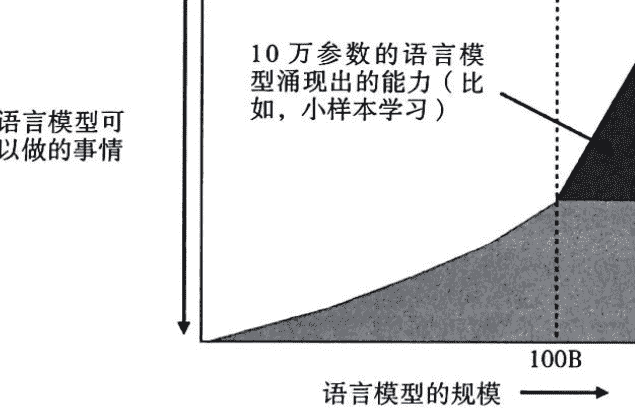 10 万参数的语言模
型涌现出的能力（比
如，小样本学习）
语言模型可
以做的事情
100B
语言模型的规模